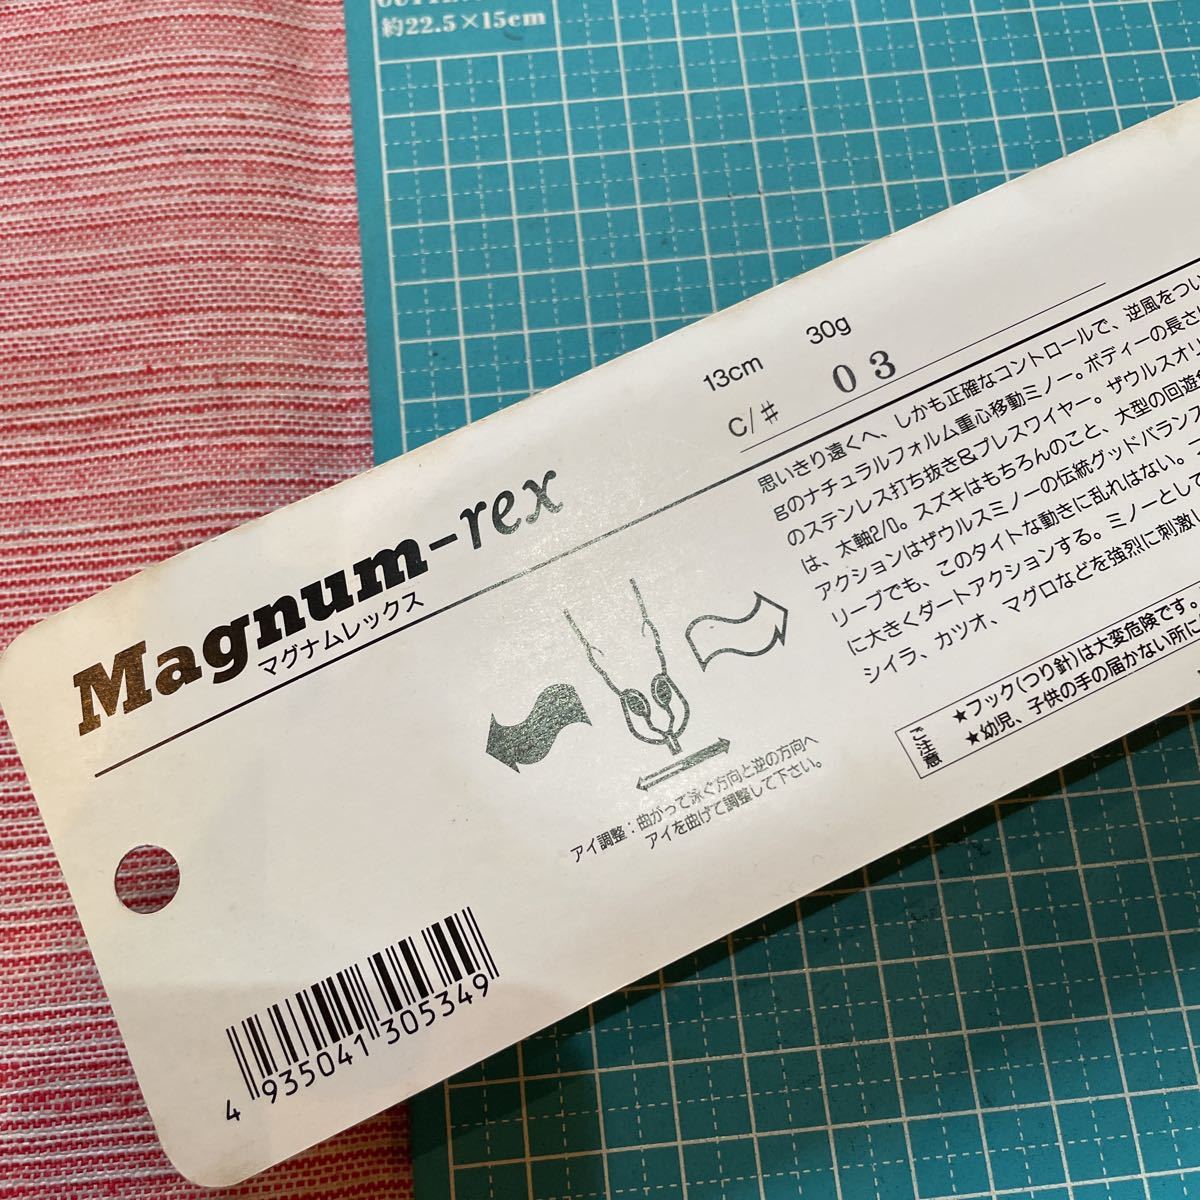 約22.5×15cm
Magnum-rex
マグナムレックス
13cm 30g
C/# 03
思いきり遠くへ、しかも正確なコントロールで、逆風をつい
gのナチュラルフォルム重心移動ミノー。ボディーの長さ
のステンレス打ち抜き&プレスワイヤー。ザウルスオリ
は、太軸2/0。スズキはもちろんのこと、大型の回遊
アクションはザウルスミノーの伝統グッドバランス
リーブでも、このタイトな動きに乱れはない。
に大きくダートアクションする。ミノーとして
シイラ、カツオ、マグロなどを強烈に刺激し
ご注意
★フック(つり針)は大変危険です。
★幼児、子供の手の届かない所に
アイ調整：曲がって泳ぐ方向と逆の方向へ
アイを曲げて調整して下さい。
4 935041 305349